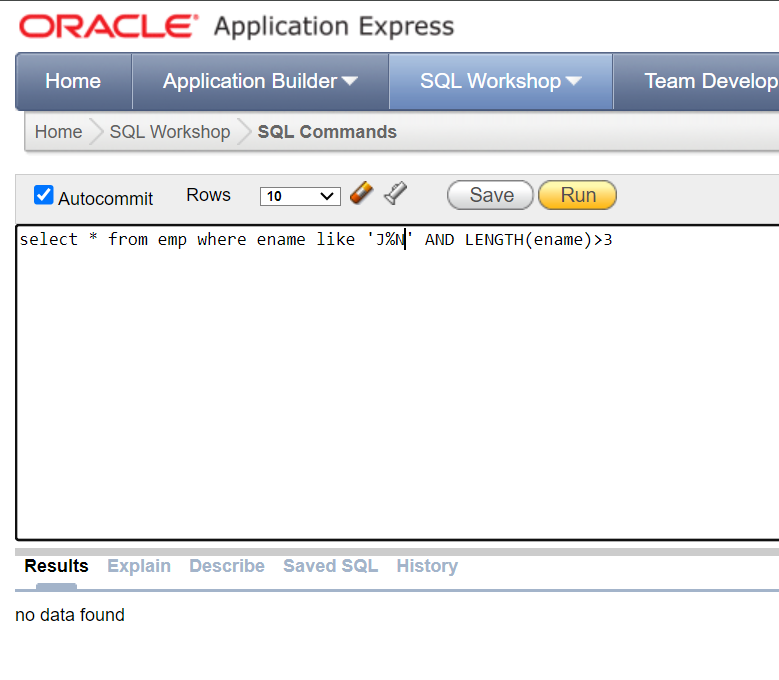 ORACLE® Application Express
Home Application Builder SQL Workshop Team Develop
Home SQL Workshop SQL Commands
Autocommit Rows 10 Save Run
select * from emp where ename like 'J%N' AND LENGTH(ename)>3
Results Explain Describe Saved SQL History
no data found